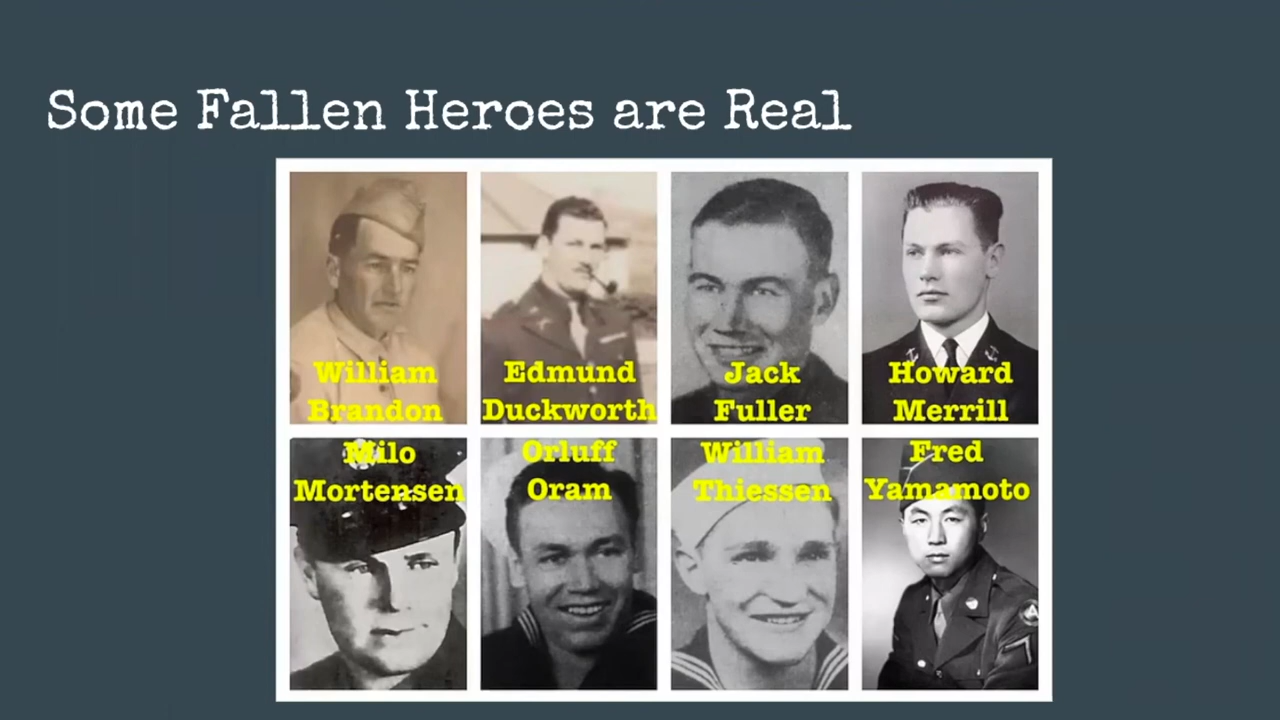 Some Fallen Heroes are Real
William
Brandon
Edmund
Duckworth
Jack
Fuller
Howard
Merrill
Milo
Mortensen
Orluff
Oram
William
Thiessen
Fred
Yamamoto